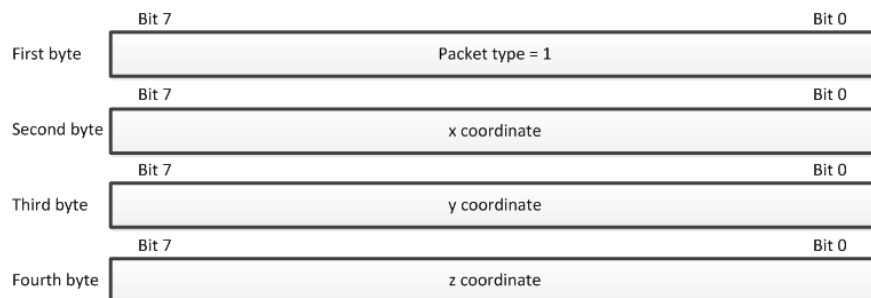 Bit 7 Bit 0
First byte Packet type = 1
Bit 7 Bit 0
Second byte x coordinate
Bit 7 Bit 0
Third byte y coordinate
Bit 7 Bit 0
Fourth byte z coordinate